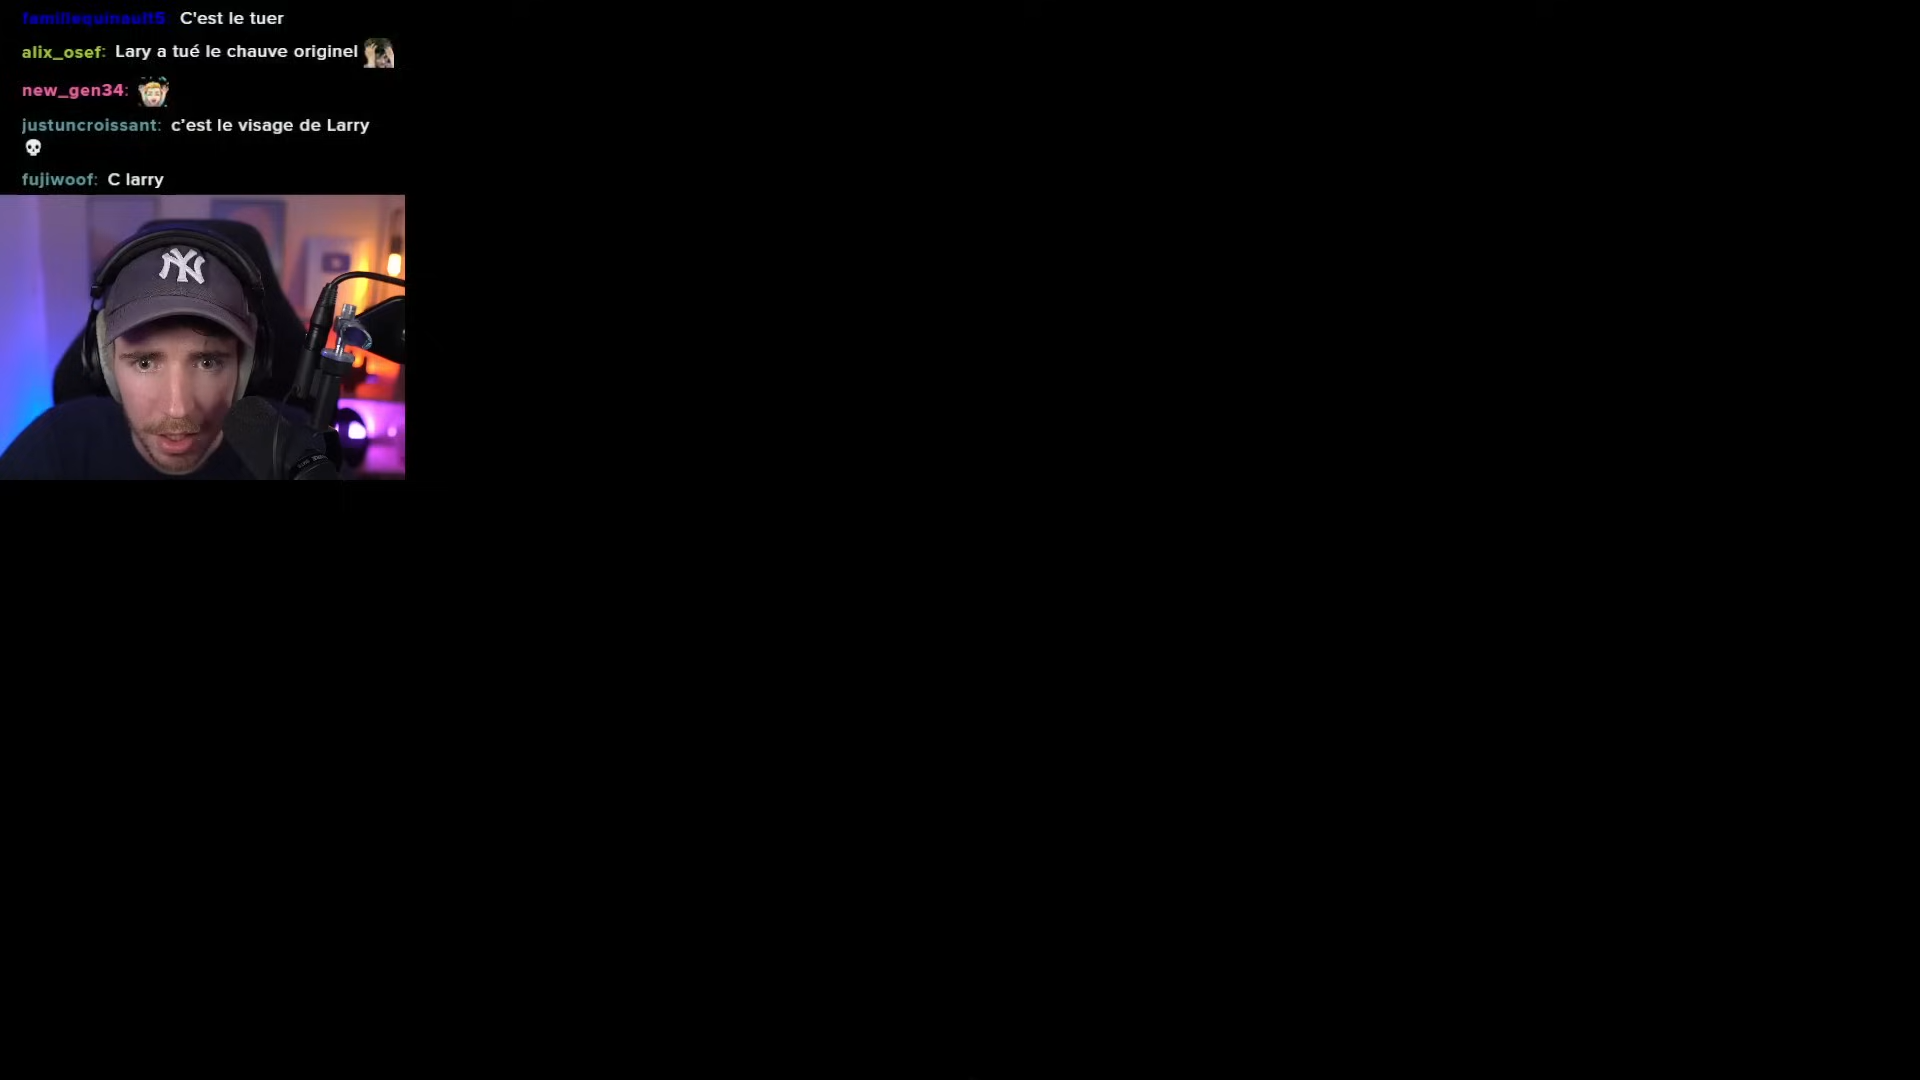 familleguinault5 C'est le tuer
alix_osef: Lary a tué le chauve originel
new_gen34:
justuncroissant: c'est le visage de Larry
fujiwoof: C larry
NY